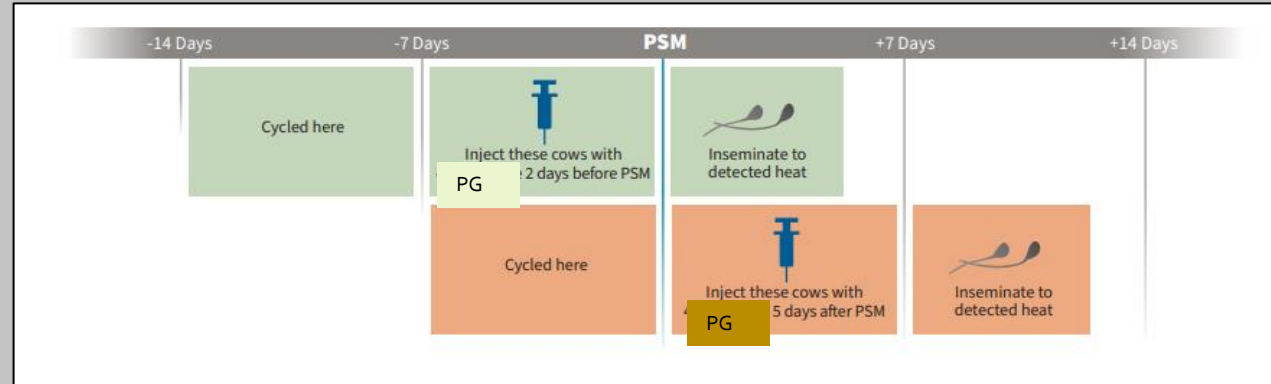 -14 Days -7 Days PSM +7 Days +14 Days
Cycled here
Inject these cows with
PG 2 days before PSM
Inseminate to
detected heat
Cycled here
Inject these cows with
PG 5 days after PSM
Inseminate to
detected heat